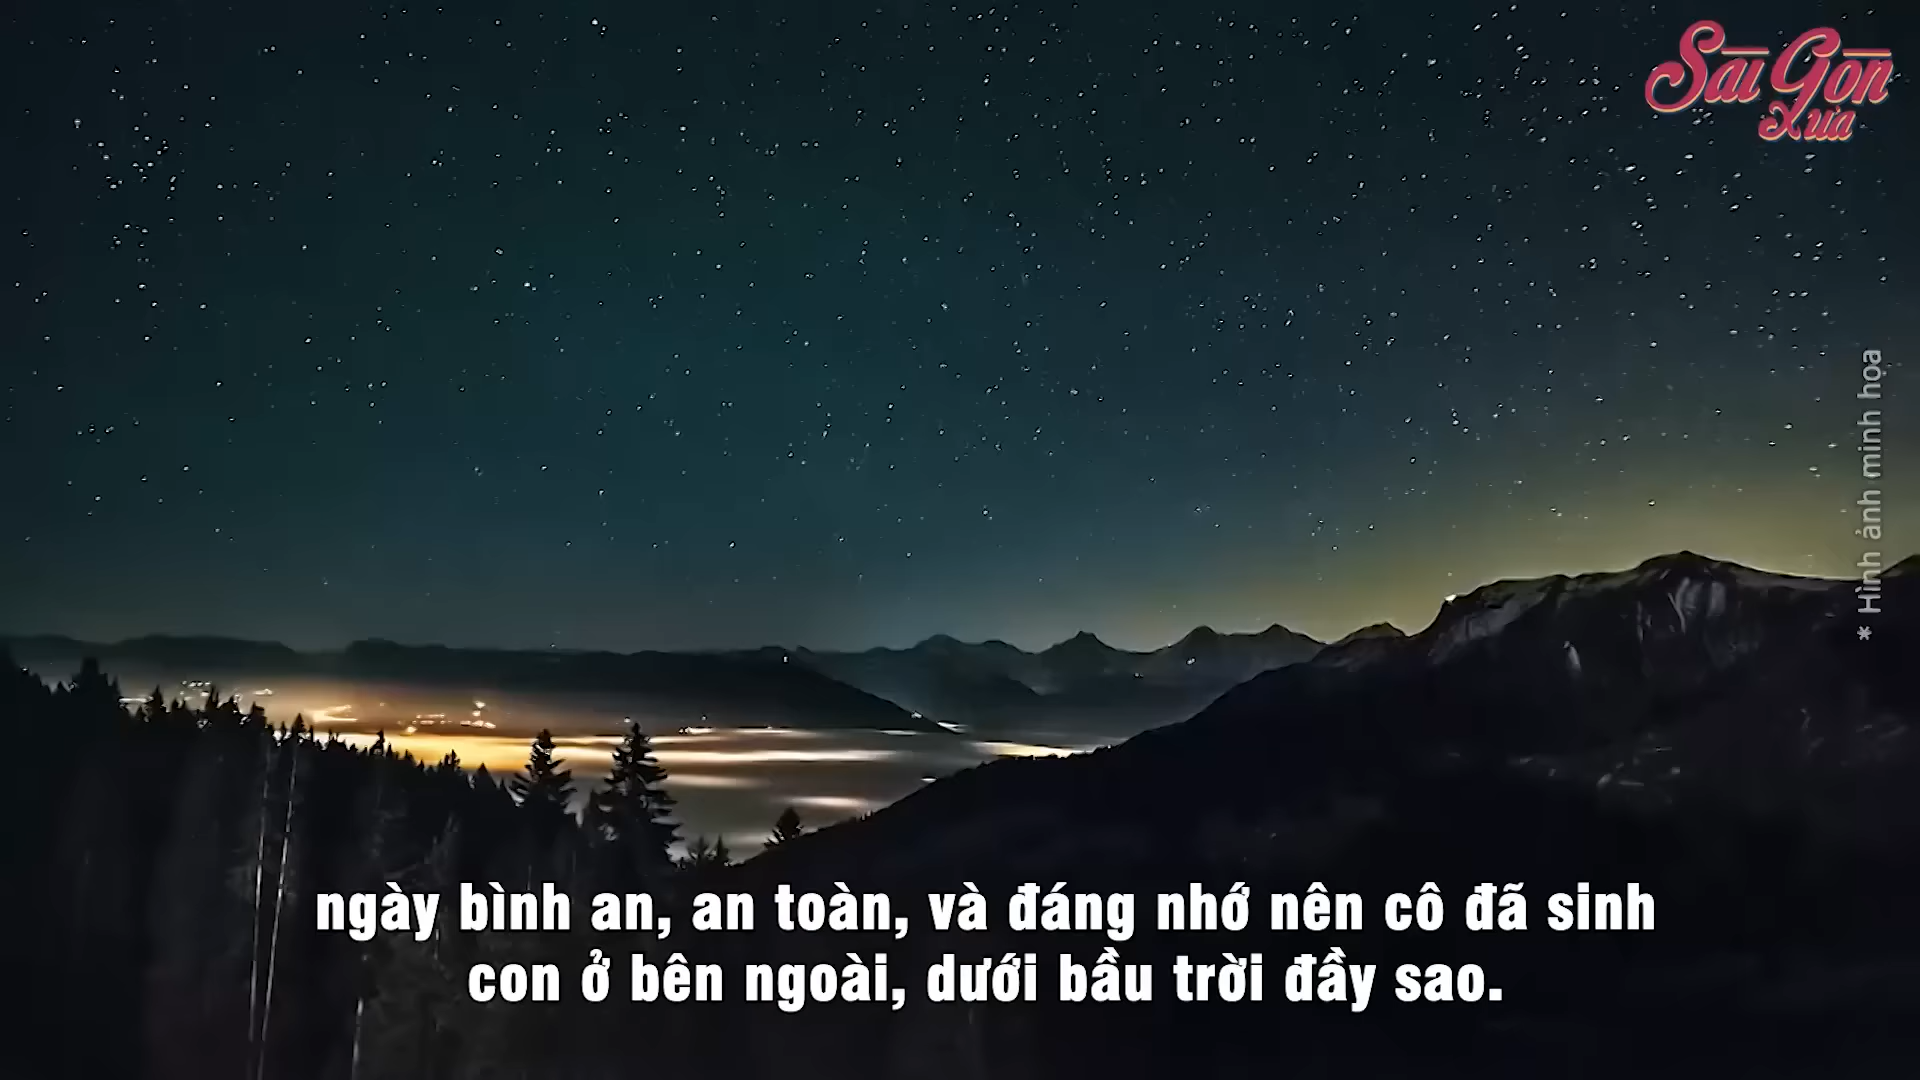 Sài Gòn
Xưa
* Hình ảnh minh họa
ngày bình an, an toàn, và đáng nhớ nên cô đã sinh
con ở bên ngoài, dưới bầu trời đầy sao.